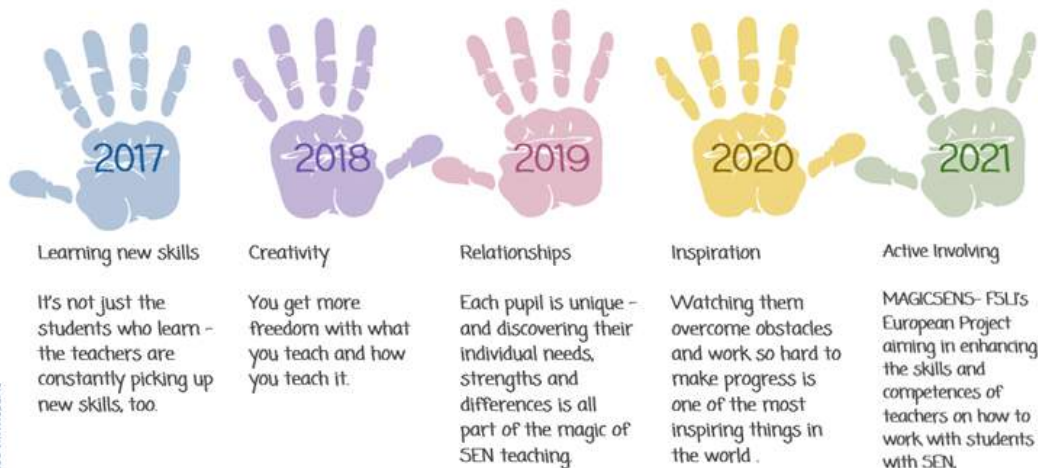 2017
2018
2019
2020
2021
Learning new skills
It's not just the
students who learn -
the teachers are
constantly picking up
new skills, too.
Creativity
You get more
freedom with what
you teach and how
you teach it.
Relationships
Each pupil is unique -
and discovering their
individual needs,
strengths and
differences is all
part of the magic of
SEN teaching.
Inspiration
Watching them
overcome obstacles
and work so hard to
make progress is
one of the most
inspiring things in
the world .
Active Involving
MAGICSENS- FSLI's
European Project
aiming in enhancing
the skills and
competences of
teachers on how to
work with students
with SEN.